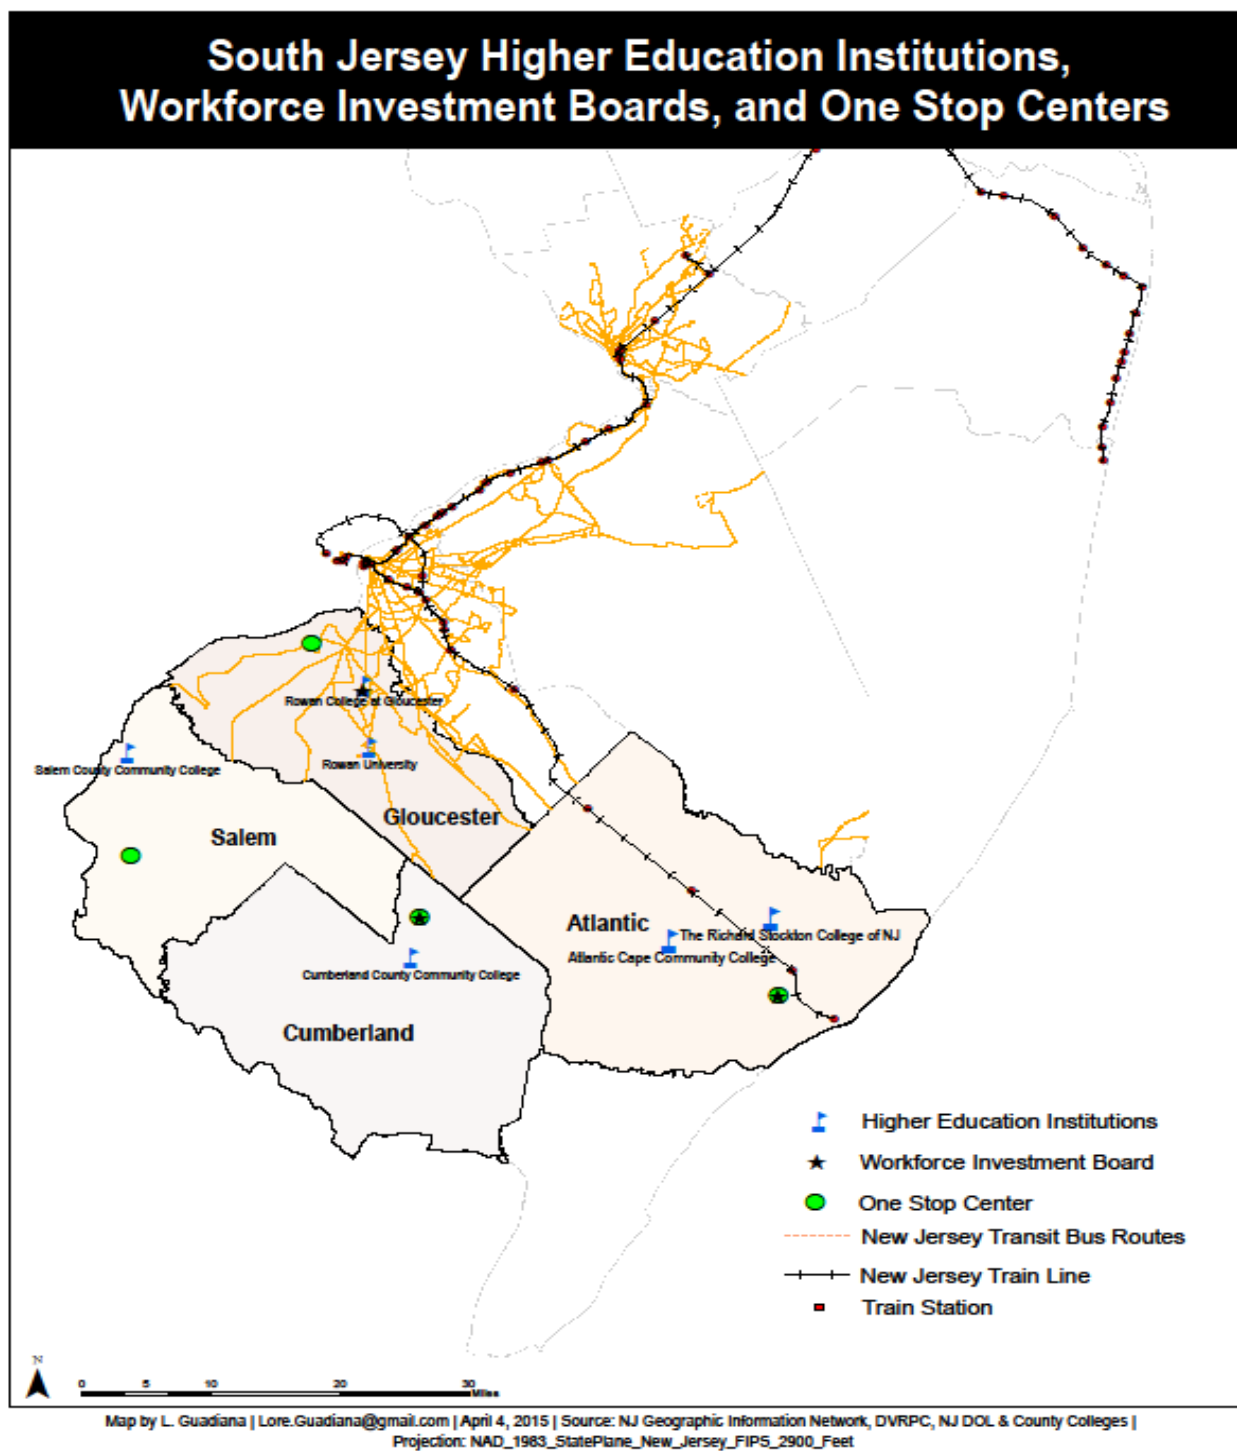 South Jersey Higher Education Institutions,
Workforce Investment Boards, and One Stop Centers
Rowan College at Gloucester
Salem County Community College
Rowan University
Gloucester
Salem
Atlantic
The Richard Stockton College of NJ
Atlantic Cape Community College
Cumberland County Community College
Cumberland
Higher Education Institutions
Workforce Investment Board
One Stop Center
New Jersey Transit Bus Routes
New Jersey Train Line
Train Station
N
0 5 10 20 30 Miles
Map by L. Guadiana | Lore.Guadiana@gmail.com | April 4, 2015 | Source: NJ Geographic Information Network, DVRPC, NJ DOL & County Colleges |
Projection: NAD_1983_StatePlane_New_Jersey_FIPS_2900_Feet